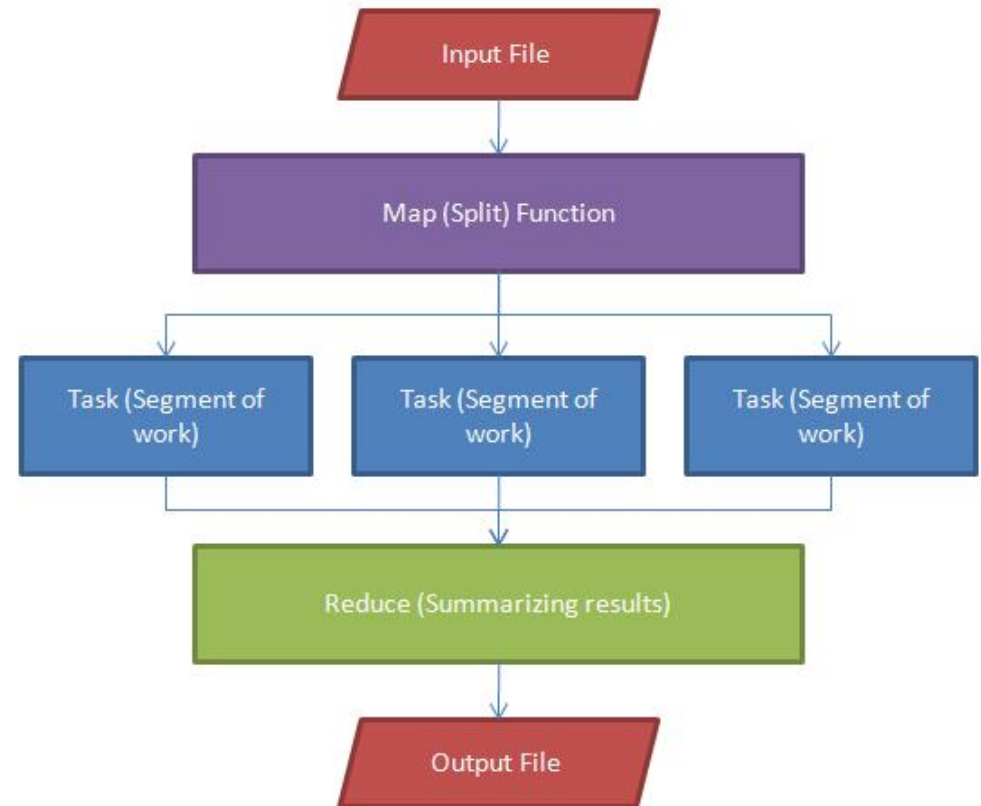 Input File
Map (Split) Function
Task (Segment of
work)
Task (Segment of
work)
Task (Segment of
work)
Reduce (Summarizing results)
Output File